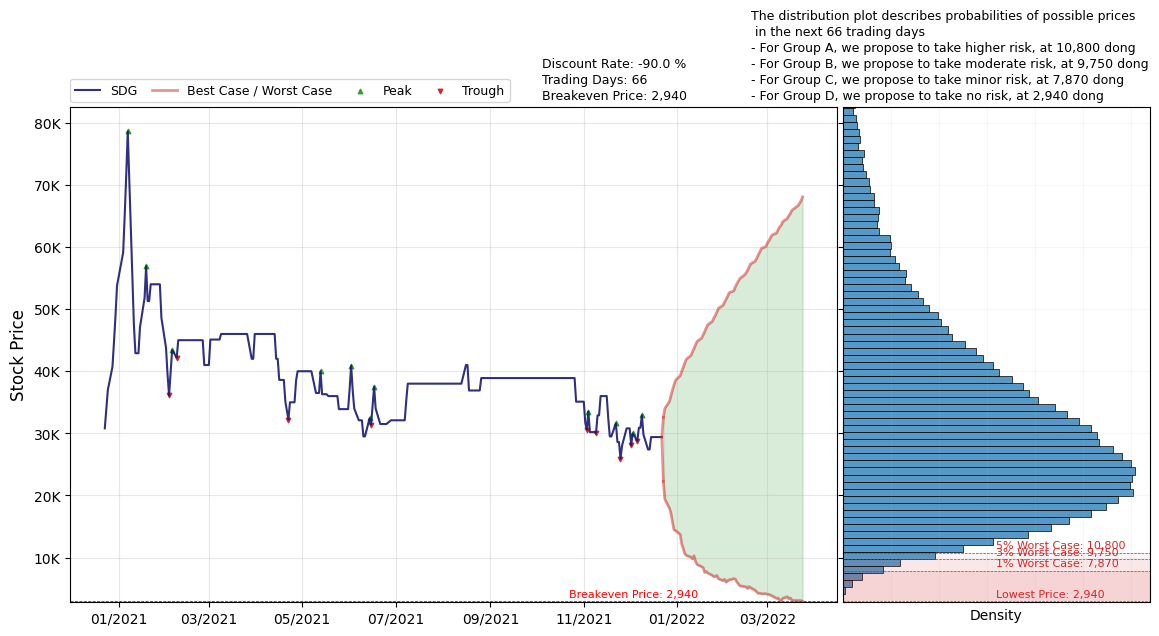 The distribution plot describes probabilities of possible prices
in the next 66 trading days
- For Group A, we propose to take higher risk, at 10,800 dong
- For Group B, we propose to take moderate risk, at 9,750 dong
- For Group C, we propose to take minor risk, at 7,870 dong
- For Group D, we propose to take no risk, at 2,940 dong
Discount Rate: -90.0 %
Trading Days: 66
Breakeven Price: 2,940
SDG
Best Case / Worst Case
Peak
Trough
Stock Price
80K
70K
60K
50K
40K
30K
20K
10K
Breakeven Price: 2,940
01/2021
03/2021
05/2021
07/2021
09/2021
11/2021
01/2022
03/2022
5% Worst Case: 10,800
3% Worst Case: 9,750
1% Worst Case: 7,870
Lowest Price: 2,940
Density